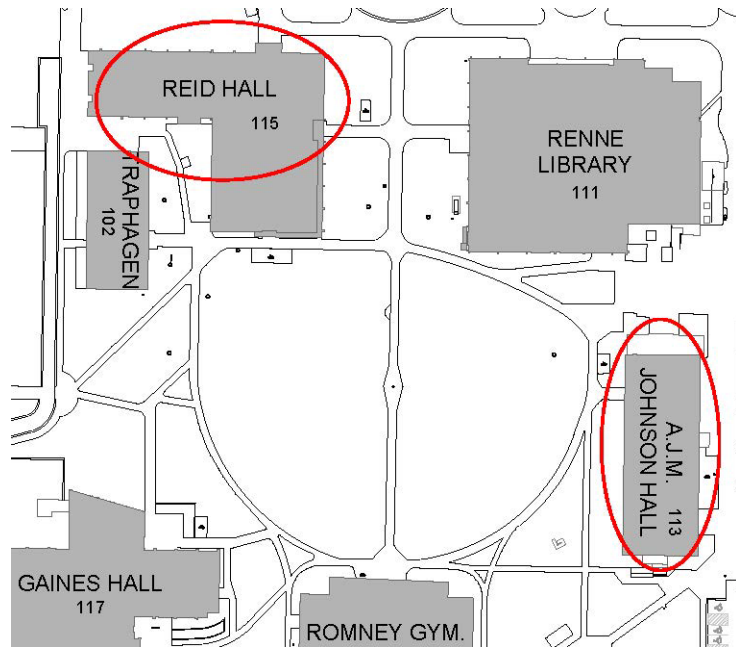 REID HALL
115
RENNE
LIBRARY
111
TRAPHAGEN
102
A.J.M.
JOHNSON HALL
113
GAINES HALL
117
ROMNEY GYM.